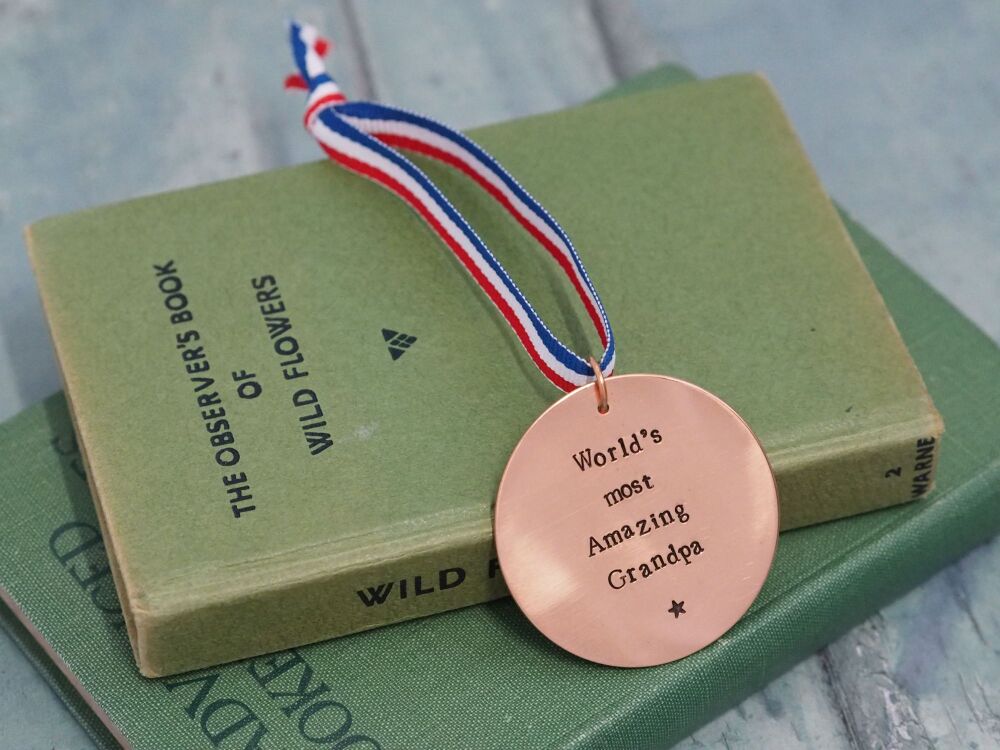 THE OBSERVER'S BOOK
OF
WILD FLOWERS
World's
most
Amazing
Grandpa
WILD
2
WARNE